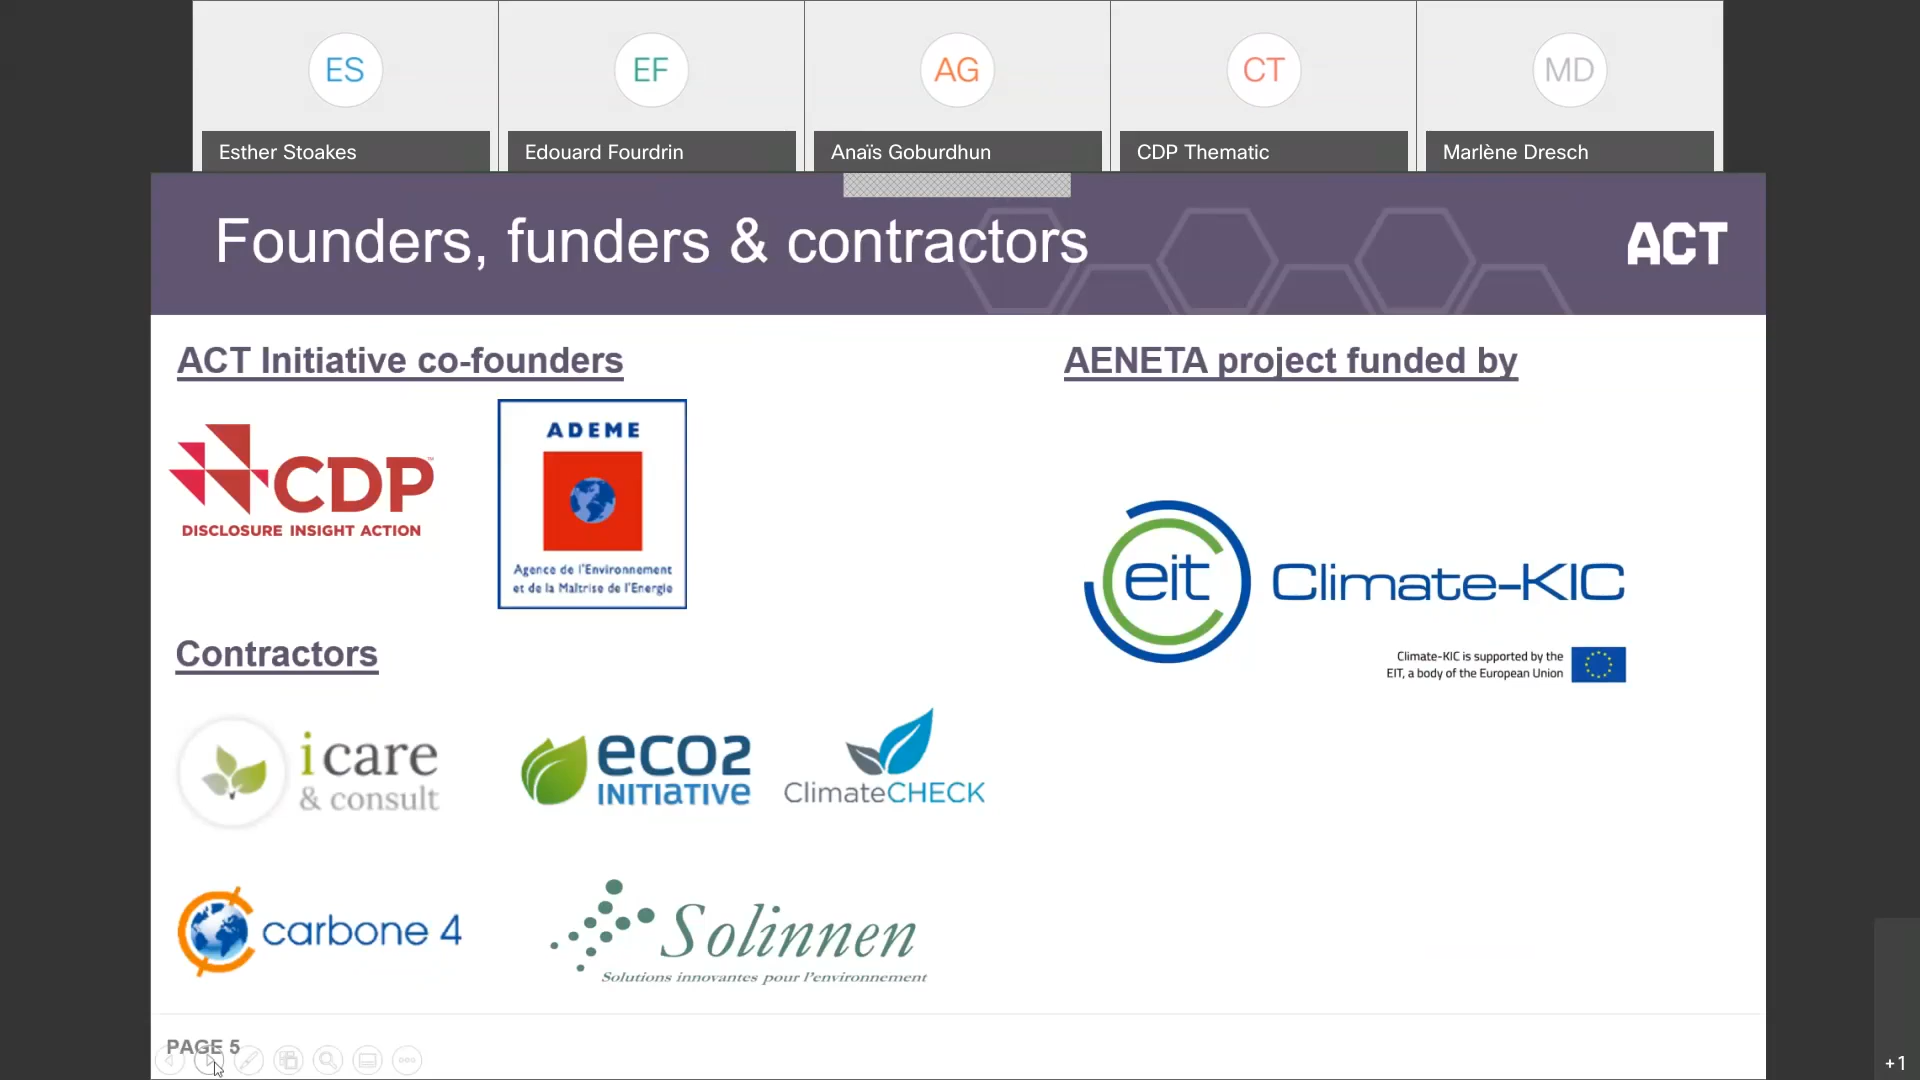 ES
EF
AG
CT
MD
Esther Stoakes
Edouard Fourdrin
Anaïs Goburdhun
CDP Thematic
Marlène Dresch
Founders, funders & contractors
ACT
ACT Initiative co-founders
AENETA project funded by
CDP™
DISCLOSURE INSIGHT ACTION
ADEME
Agence de l'Environnement
et de la Maîtrise de l'Energie
eit Climate-KIC
Climate-KIC is supported by the
EIT, a body of the European Union
Contractors
i care
& consult
eco2
INITIATIVE
ClimateCHECK
carbone 4
Solinnen
Solutions innovantes pour l'environnement
PAGE 5
+1